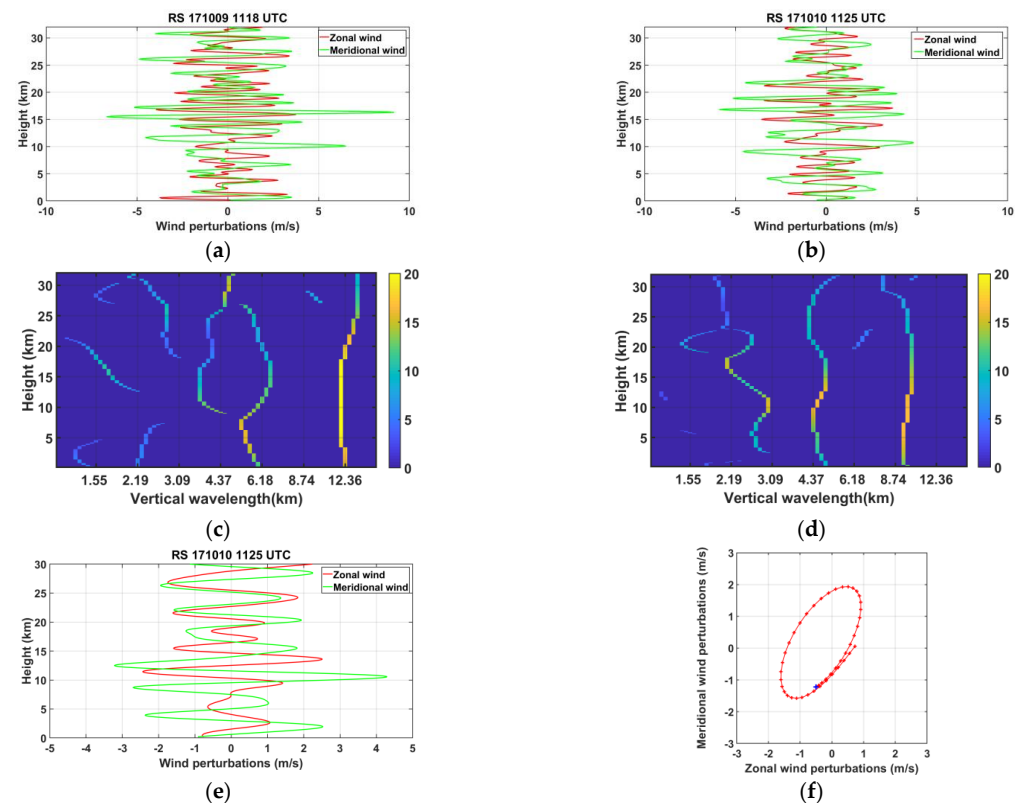 RS 171009 1118 UTC
Height (km)
30
25
20
15
10
5
0
Zonal wind
Meridional wind
-10 -5 0 5 10
Wind perturbations (m/s)
(a)
RS 171010 1125 UTC
Height (km)
30
25
20
15
10
5
0
Zonal wind
Meridional wind
-10 -5 0 5 10
Wind perturbations (m/s)
(b)
Height (km)
30
25
20
15
10
5
1.55 2.19 3.09 4.37 6.18 8.74 12.36
Vertical wavelength(km)
20
15
10
5
0
(c)
Height (km)
30
25
20
15
10
5
1.55 2.19 3.09 4.37 6.18 8.74 12.36
Vertical wavelength(km)
20
15
10
5
0
(d)
RS 171010 1125 UTC
Height (km)
30
25
20
15
10
5
0
Zonal wind
Meridional wind
-5 -4 -3 -2 -1 0 1 2 3 4 5
Wind perturbations (m/s)
(e)
Meridional wind perturbations (m/s)
3
2
1
0
-1
-2
-3
-3 -2 -1 0 1 2 3
Zonal wind perturbations (m/s)
(f)